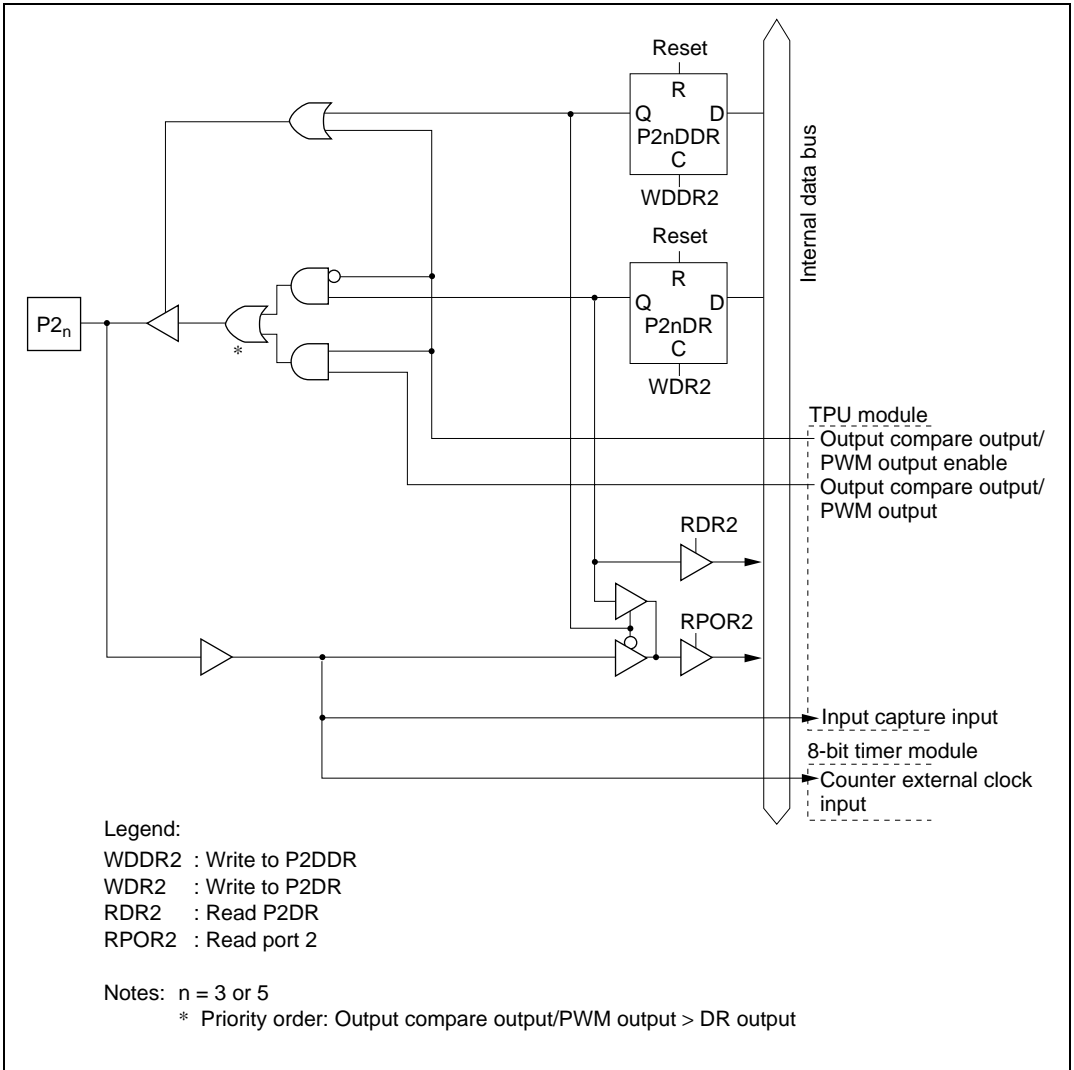 Reset
R
Q D
P2nDDR
C
WDDR2
Internal data bus
Reset
R
Q D
P2nDR
C
WDR2
P2n
*
TPU module
Output compare output/
PWM output enable
Output compare output/
PWM output
RDR2
RPOR2
Input capture input
8-bit timer module
Counter external clock
input
Legend:
WDDR2 : Write to P2DDR
WDR2 : Write to P2DR
RDR2 : Read P2DR
RPOR2 : Read port 2
Notes: n = 3 or 5
* Priority order: Output compare output/PWM output > DR output